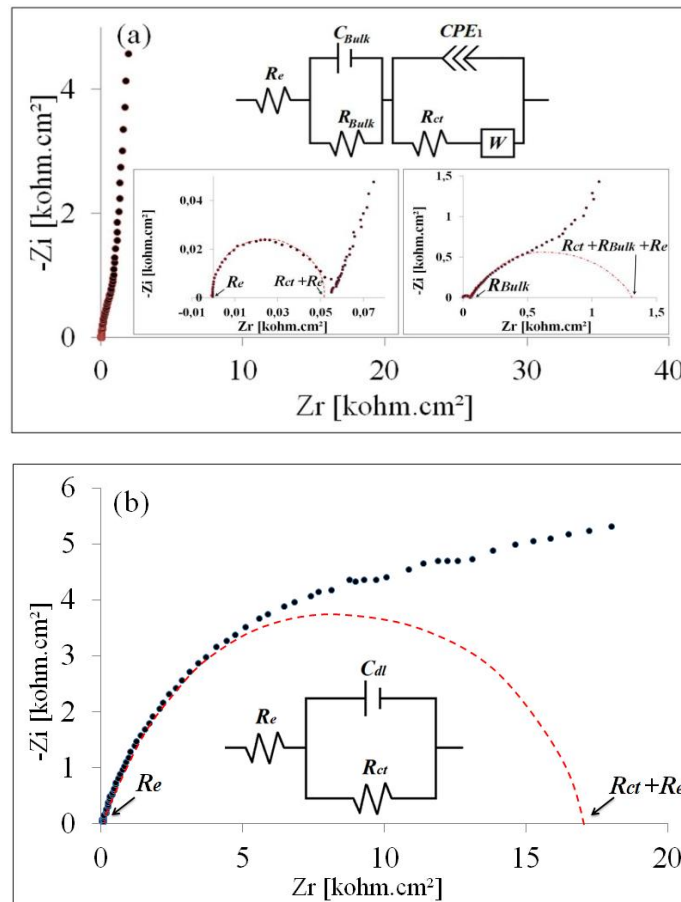 (a)
C_Bulk
CPE_1
R_e
R_Bulk
R_ct
W
-Zi [kohm.cm²]
4
2
0
0,04
0,02
0
-Zi [kohm.cm²]
R_e
R_ct +R_e
-0,01 0,01 0,03 0,05 0,07
Zr [kohm.cm²]
1,5
1
0,5
0
-Zi [kohm.cm²]
R_ct +R_Bulk +R_e
R_Bulk
0 0,5 1 1,5
Zr [kohm.cm²]
0 10 20 30 40
Zr [kohm.cm²]
(b)
6
5
4
3
2
1
0
-Zi [kohm.cm²]
C_dl
R_e
R_ct
R_e
R_ct +R_e
0 5 10 15 20
Zr [kohm.cm²]